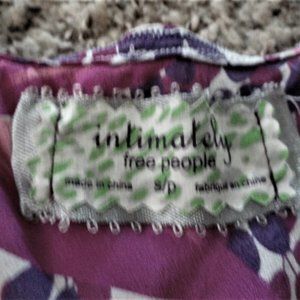 intimately
free people
made in china S/P fabriqué en chine